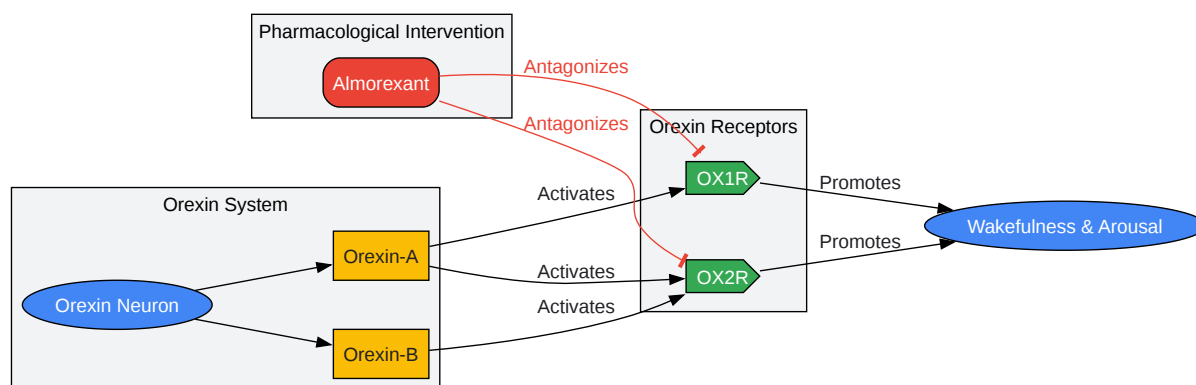 Pharmacological Intervention
Almorexant
Antagonizes
Antagonizes
Orexin Receptors
OX1R
OX2R
Activates
Activates
Activates
Promotes
Promotes
Wakefulness & Arousal
Orexin System
Orexin-A
Orexin Neuron
Orexin-B